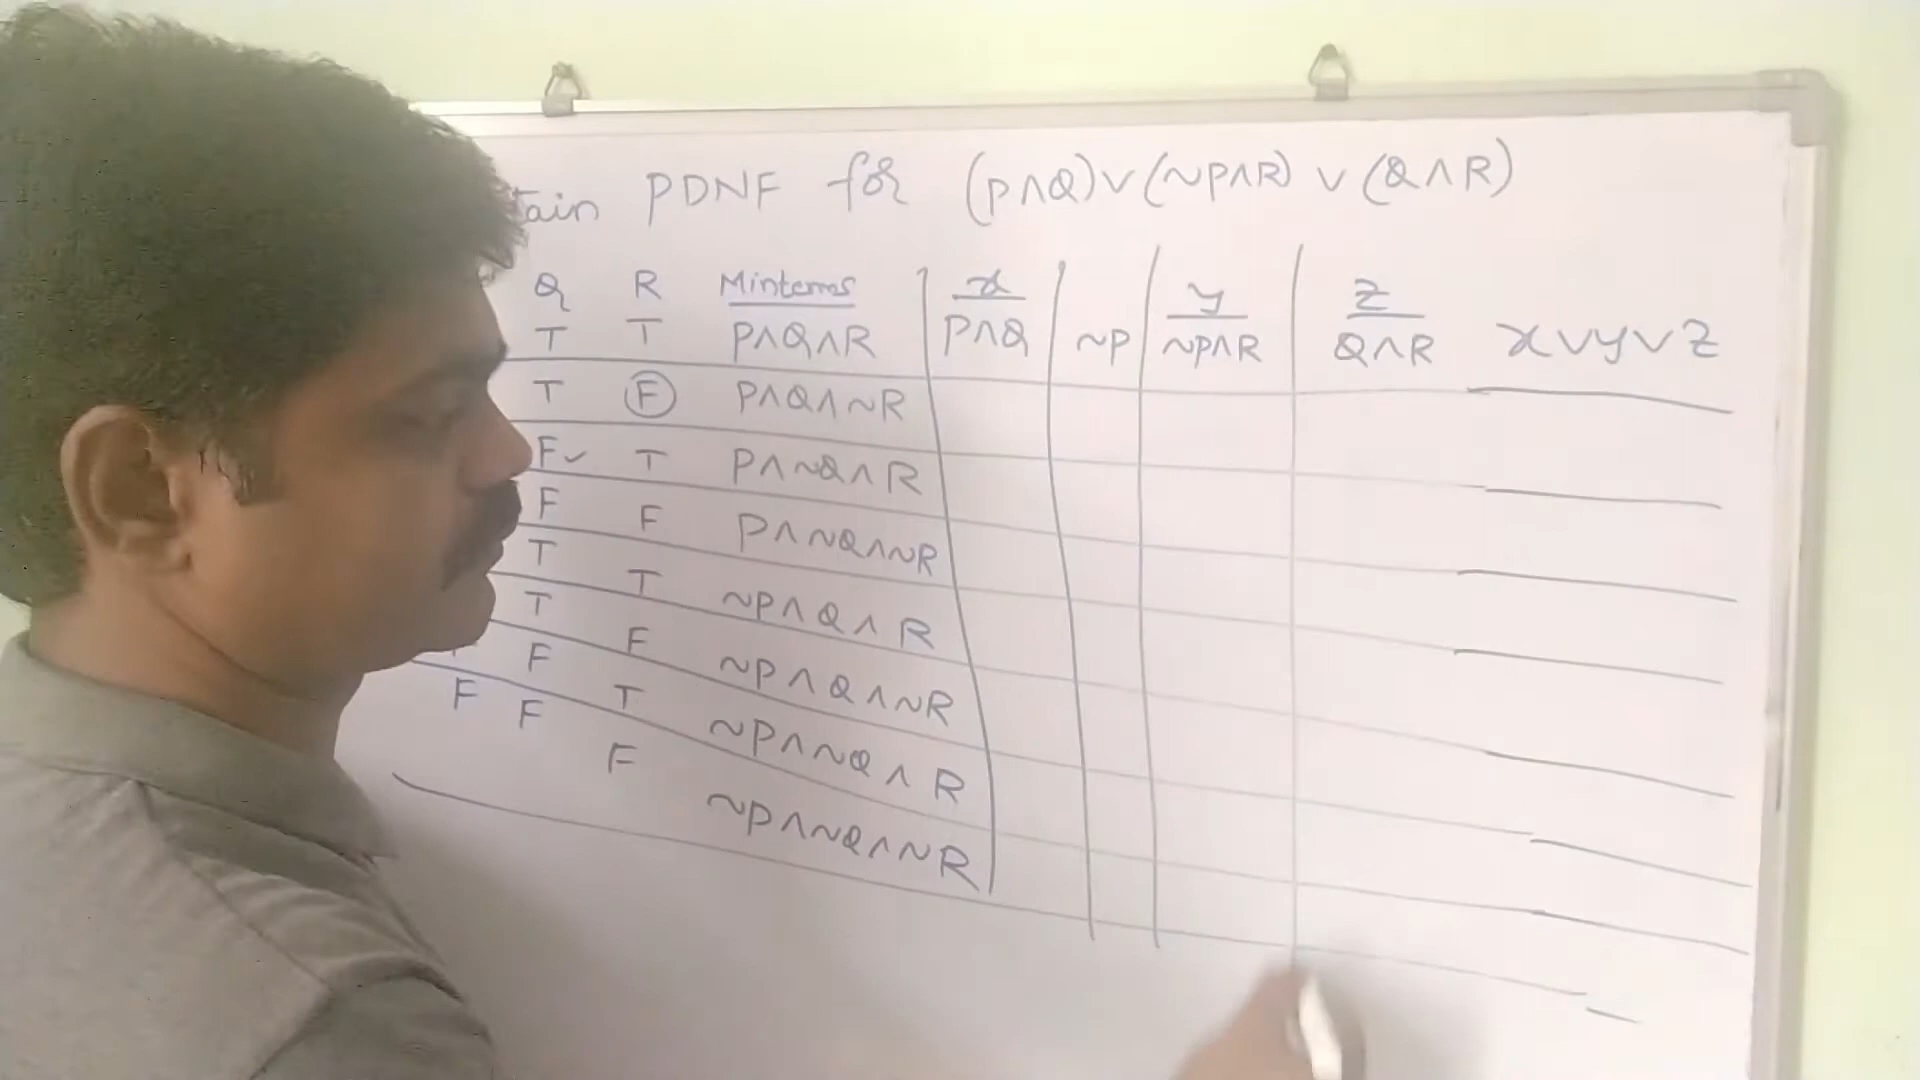 tain PDNF for (P∧Q)∨(~P∧R) ∨ (Q∧R)
Q R Minterms x y z
T T P∧Q∧R P∧Q ~P ~P∧R Q∧R x∨y∨z
T F P∧Q∧~R
F✓ T P∧~Q∧R
F F P∧~Q∧~R
T T ~P∧Q∧R
T F ~P∧Q∧~R
F T ~P∧~Q∧R
F F F ~P∧~Q∧~R